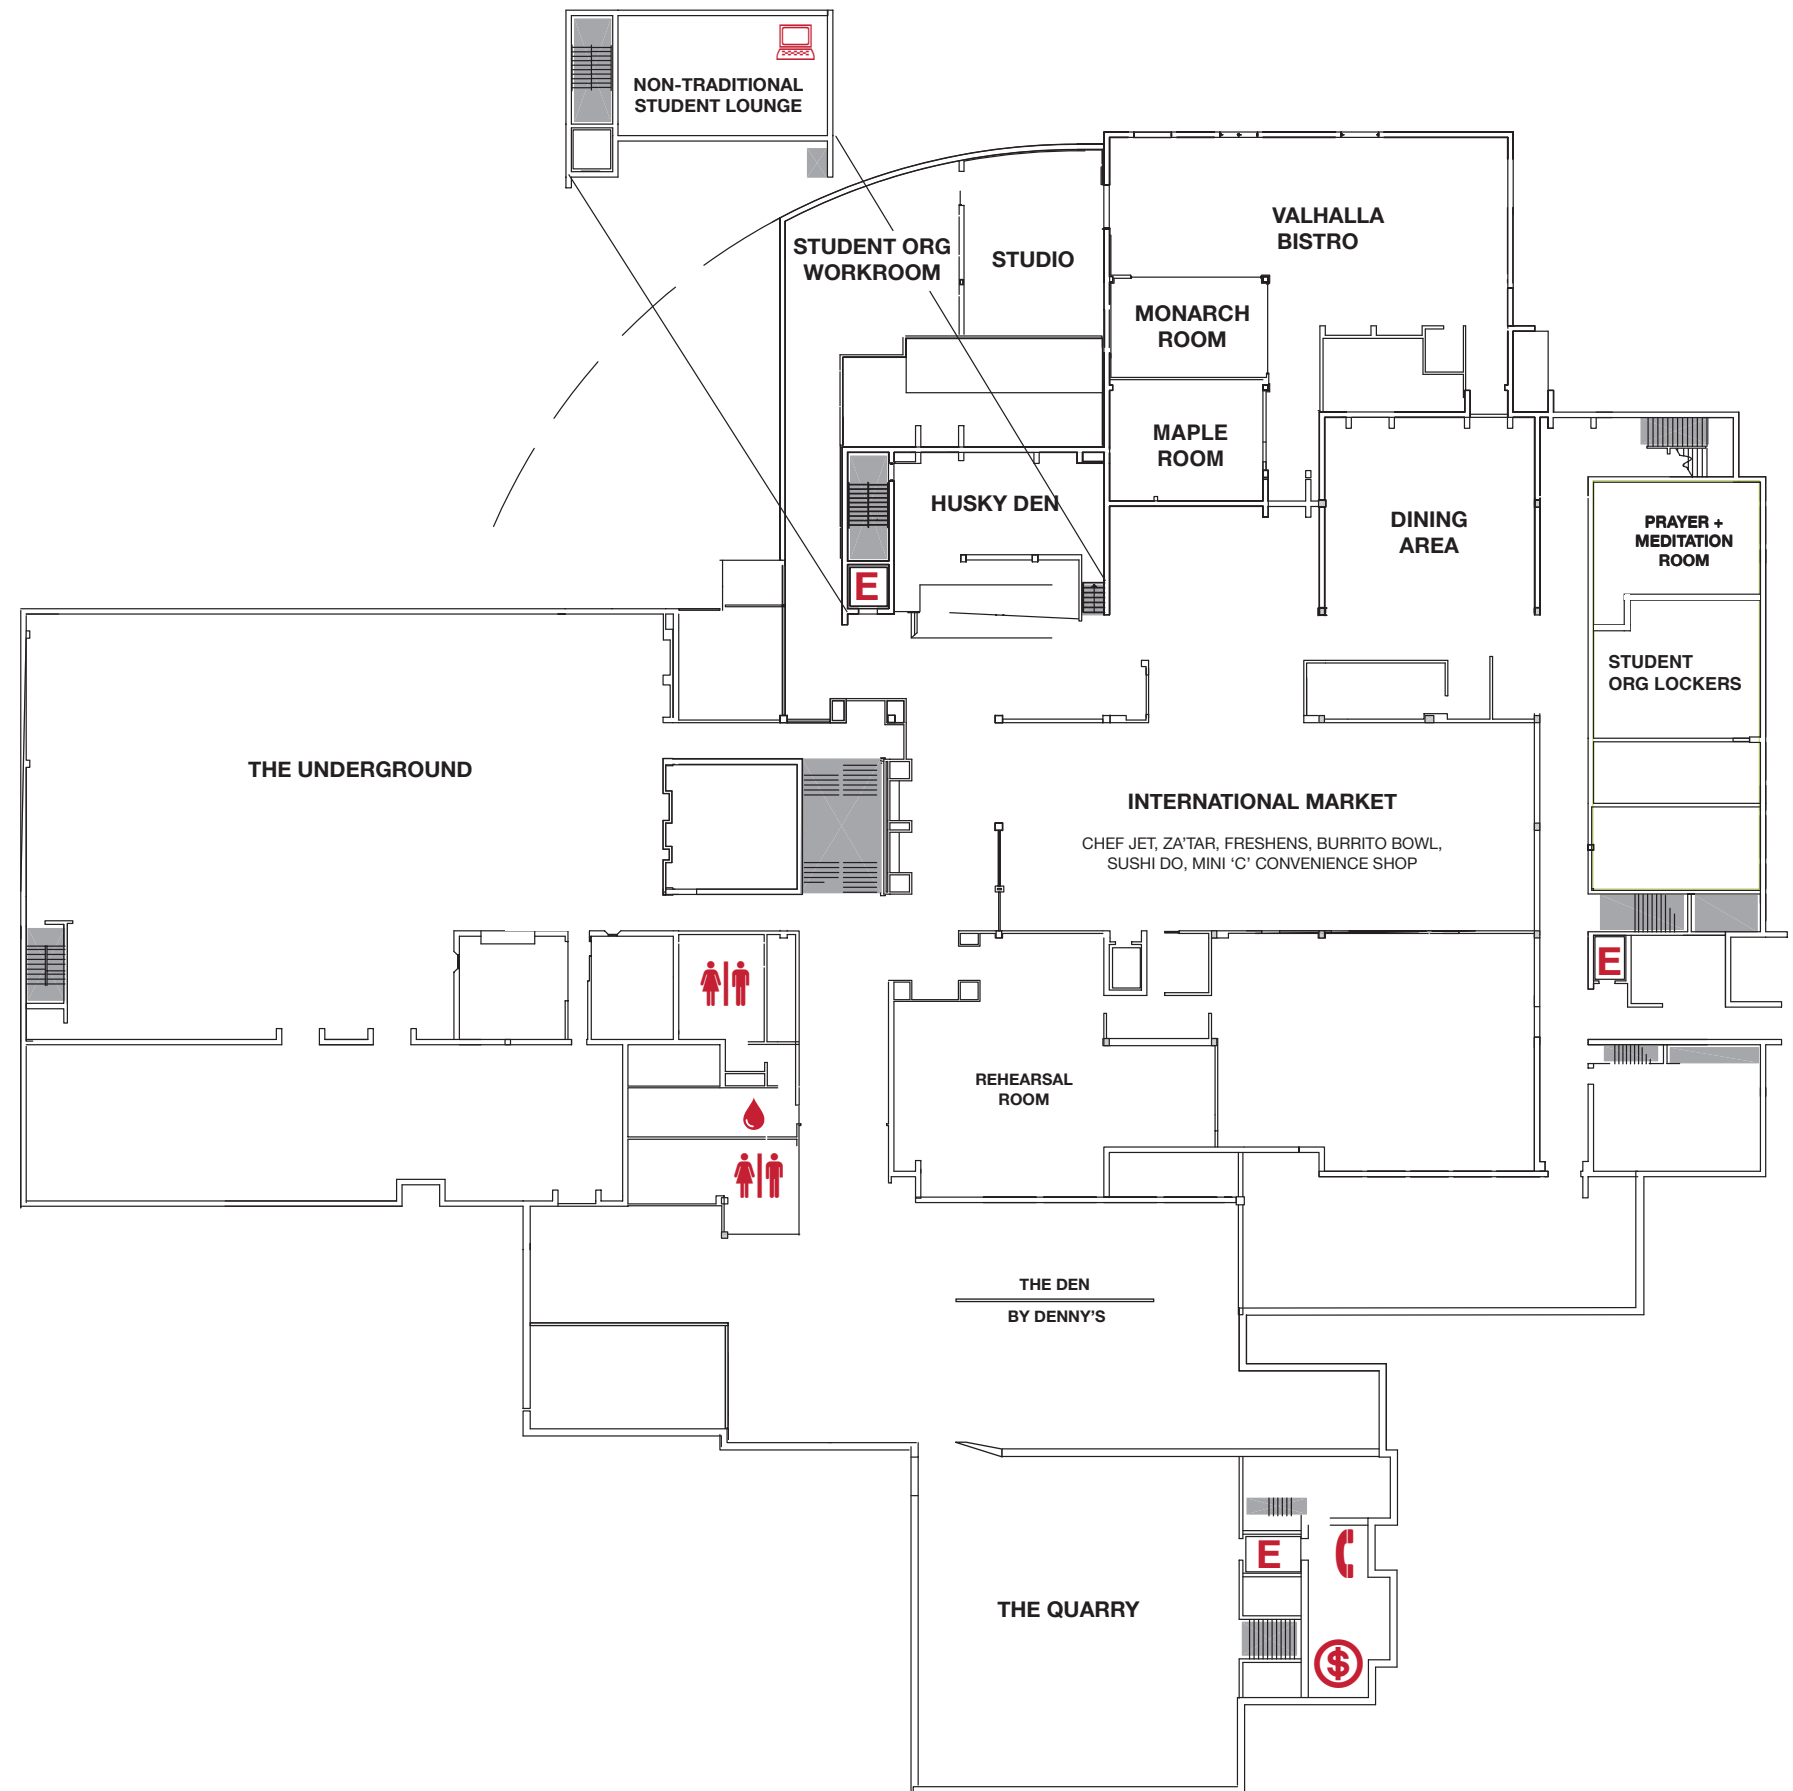 NON-TRADITIONAL
STUDENT LOUNGE
VALHALLA
BISTRO
STUDENT ORG
WORKROOM
STUDIO
MONARCH
ROOM
MAPLE
ROOM
HUSKY DEN
DINING
AREA
PRAYER +
MEDITATION
ROOM
E
STUDENT
ORG LOCKERS
THE UNDERGROUND
INTERNATIONAL MARKET
CHEF JET, ZA’TAR, FRESHENS, BURRITO BOWL,
SUSHI DO, MINI ‘C’ CONVENIENCE SHOP
E
REHEARSAL
ROOM
THE DEN
BY DENNY’S
E
THE QUARRY
$